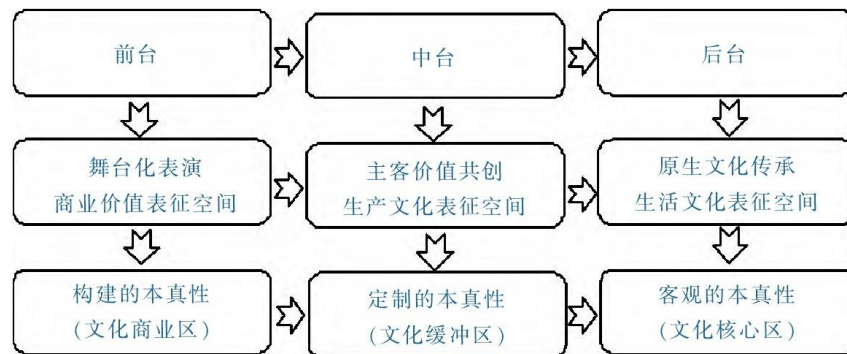 前台
中台
后台
舞台化表演
商业价值表征空间
主客价值共创
生产文化表征空间
原生文化传承
生活文化表征空间
构建的本真性
(文化商业区)
定制的本真性
(文化缓冲区)
客观的本真性
(文化核心区)